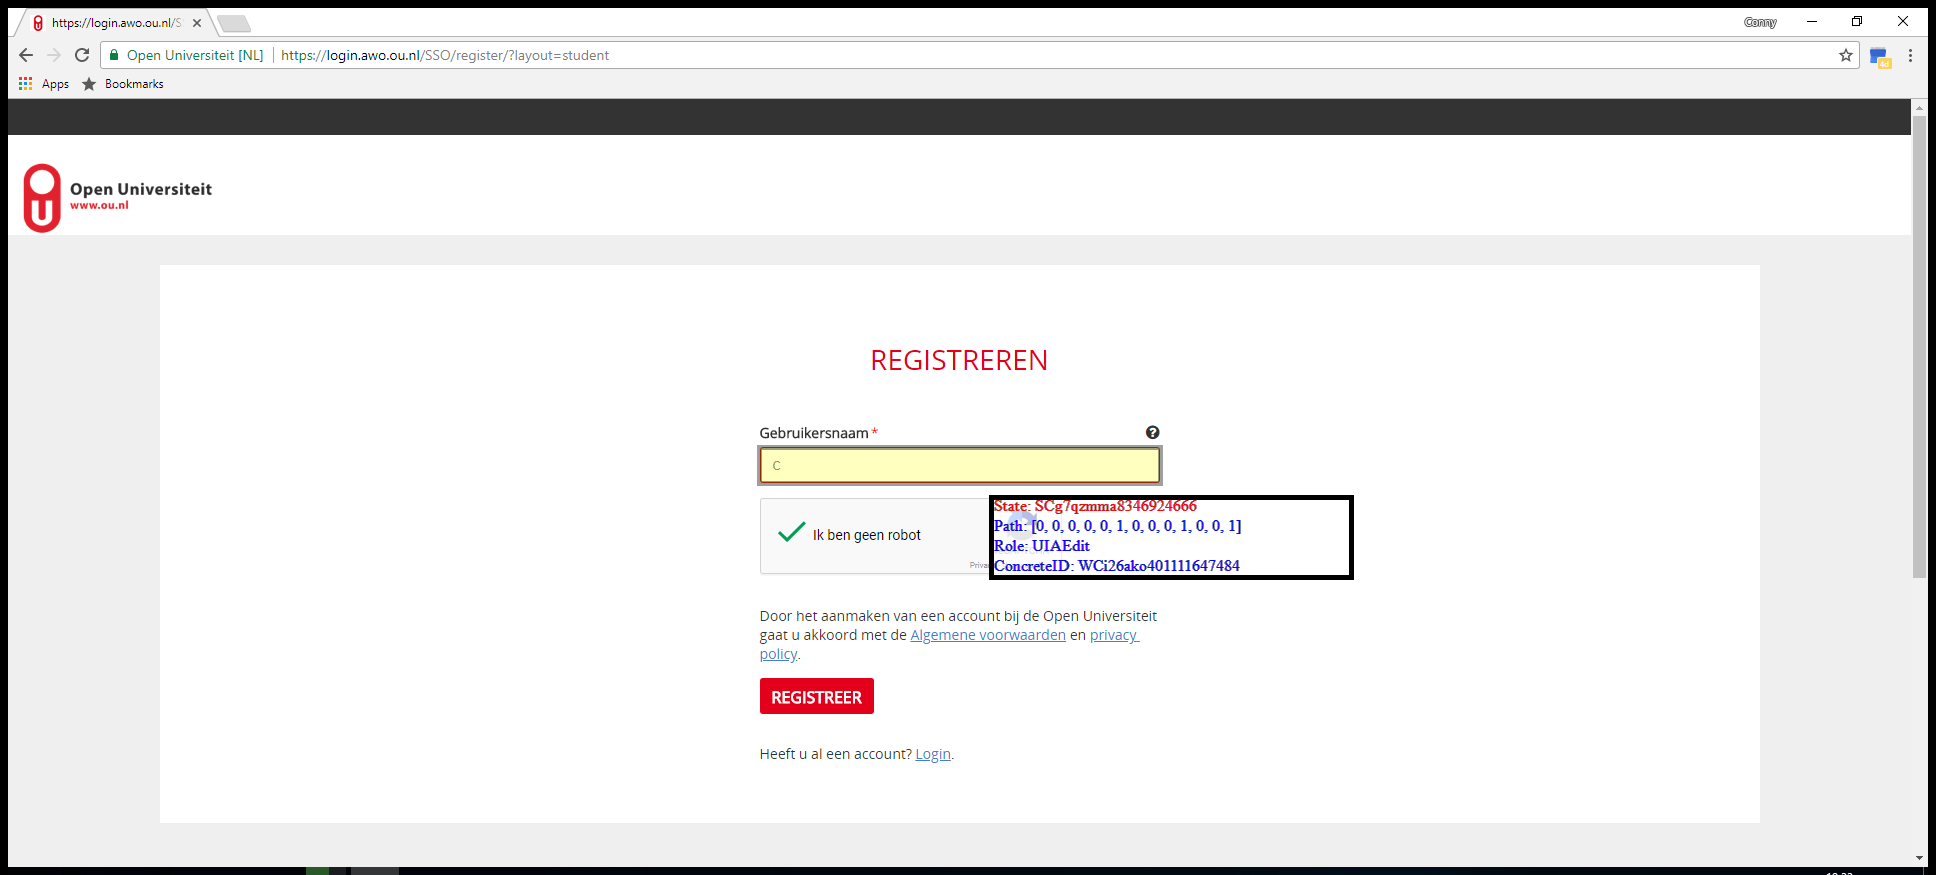 https://login.awo.ou.nl/S
Conny
Open Universiteit [NL]
https://login.awo.ou.nl/SSO/register/?layout=student
4d
Apps
Bookmarks
Open Universiteit
www.ou.nl
REGISTREREN
Gebruikersnaam *
C
Ik ben geen robot
State: SCg7qzmma8346924666
Path: [0, 0, 0, 0, 0, 1, 0, 0, 0, 1, 0, 0, 1]
Role: UIAEdit
ConcreteID: WCi26ako401111647484
Door het aanmaken van een account bij de Open Universiteit
gaat u akkoord met de Algemene voorwaarden en privacy
policy.
REGISTREER
Heeft u al een account? Login.